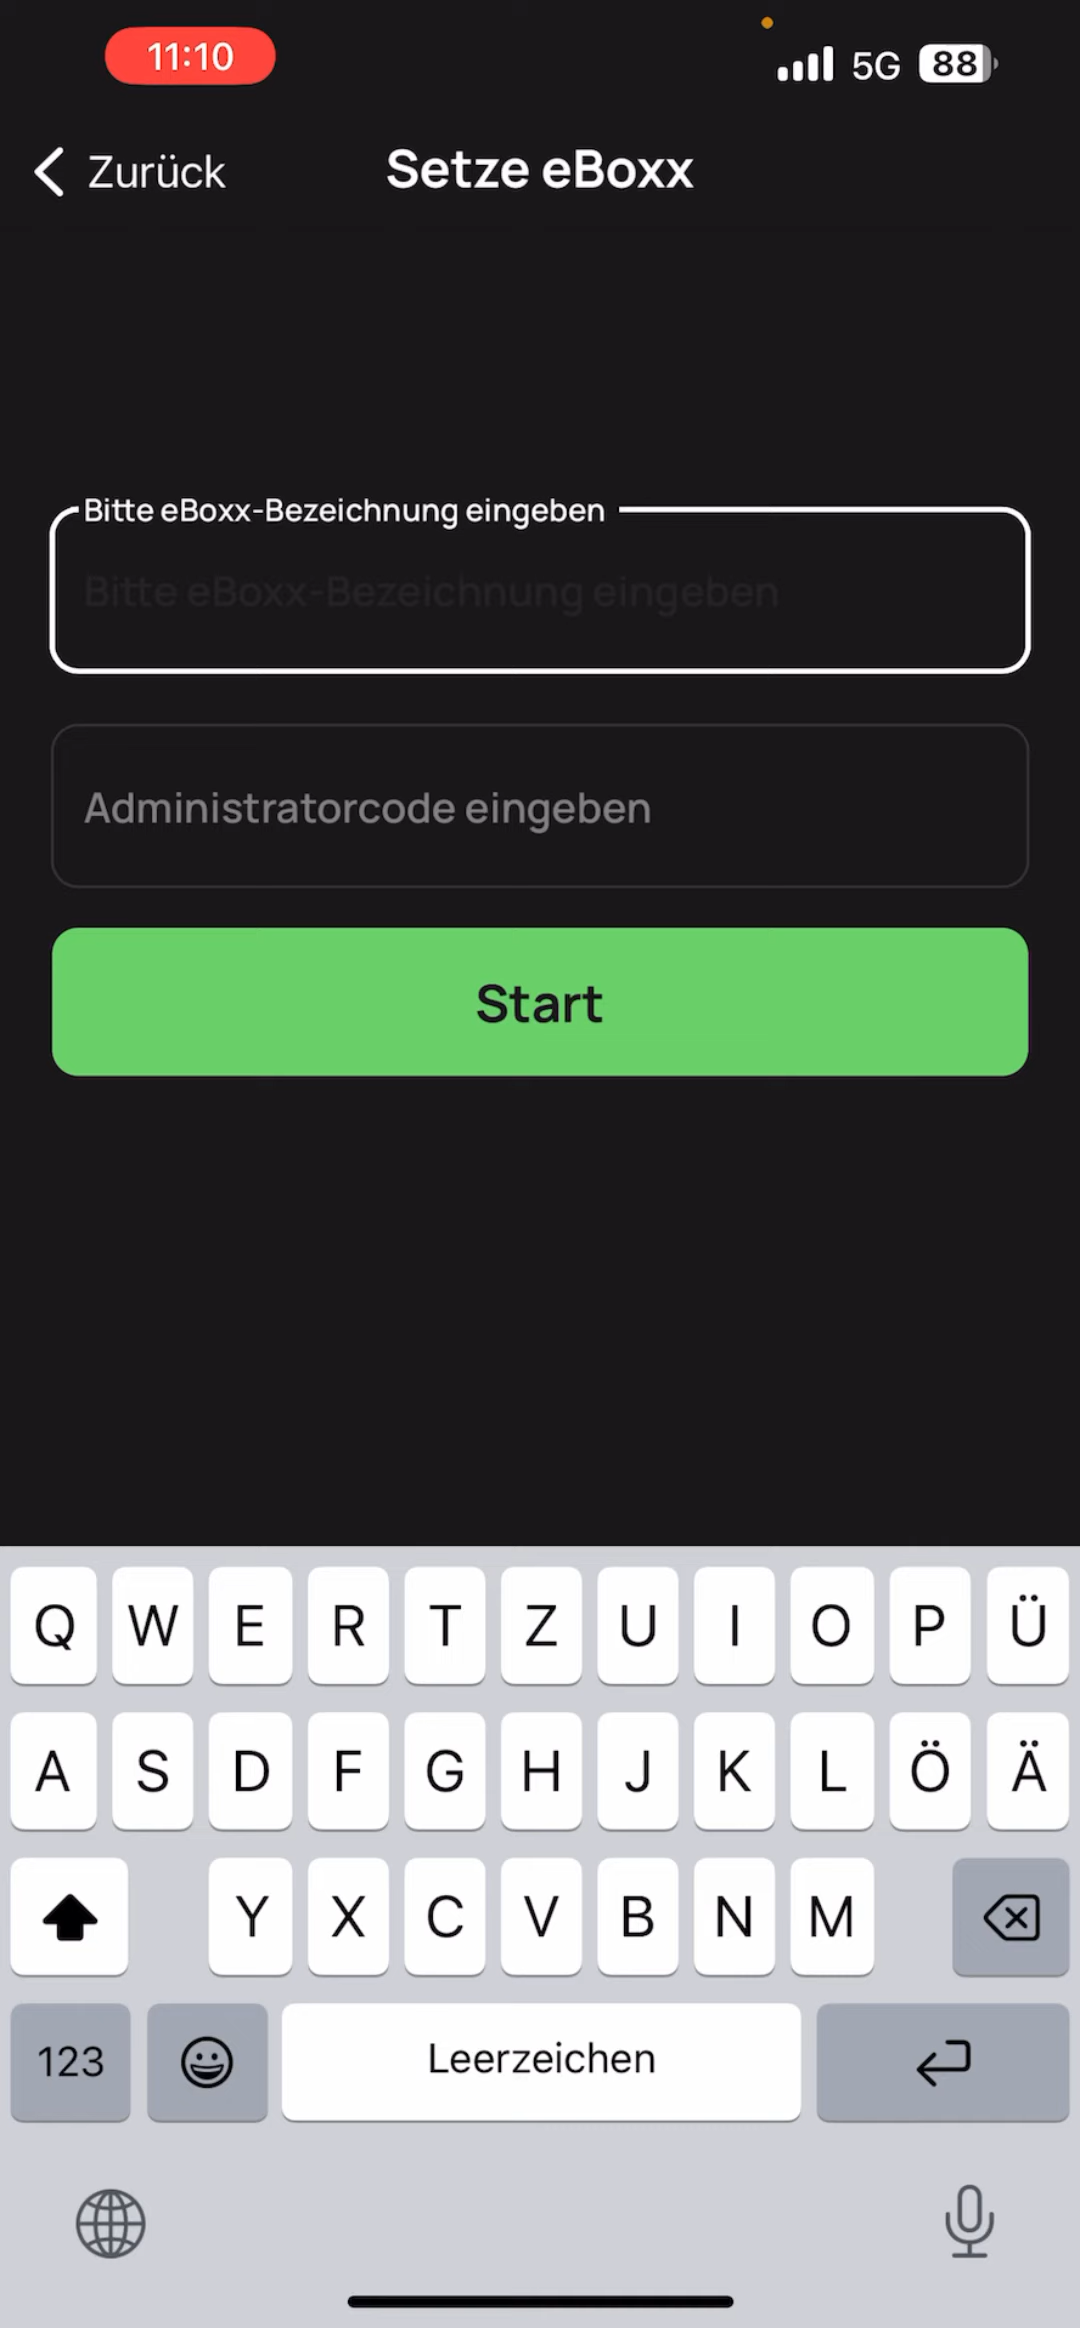 11:10 5G 88
Zurück Setze eBoxx
Bitte eBoxx-Bezeichnung eingeben
Bitte eBoxx-Bezeichnung eingeben
Administratorcode eingeben
Start
Q W E R T Z U I O P Ü
A S D F G H J K L Ö Ä
Y X C V B N M
123 Leerzeichen